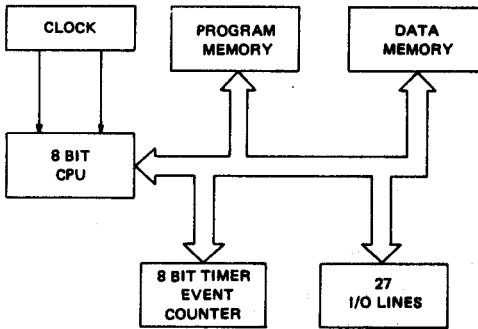 CLOCK
PROGRAM
MEMORY
DATA
MEMORY
8 BIT
CPU
8 BIT TIMER
EVENT
COUNTER
27
I/O LINES